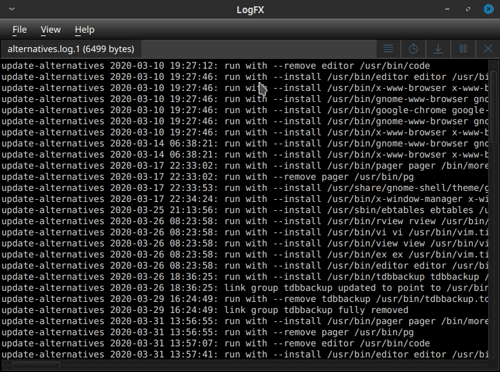 LogFX
File View Help
alternatives.log.1 (6499 bytes)
update-alternatives 2020-03-10 19:27:12: run with --remove editor /usr/bin/code
update-alternatives 2020-03-10 19:27:46: run with --install /usr/bin/editor editor /usr/bi
update-alternatives 2020-03-10 19:27:46: run with --install /usr/bin/x-www-browser x-www-b
update-alternatives 2020-03-10 19:27:46: run with --install /usr/bin/gnome-www-browser gno
update-alternatives 2020-03-10 19:27:46: run with --install /usr/bin/google-chrome google-
update-alternatives 2020-03-10 19:27:46: run with --install /usr/bin/gnome-www-browser gno
update-alternatives 2020-03-10 19:27:46: run with --install /usr/bin/x-www-browser x-www-b
update-alternatives 2020-03-14 06:38:21: run with --install /usr/bin/gnome-www-browser gno
update-alternatives 2020-03-14 06:38:21: run with --install /usr/bin/x-www-browser x-www-b
update-alternatives 2020-03-17 22:33:02: run with --install /usr/bin/pager pager /bin/more
update-alternatives 2020-03-17 22:33:02: run with --remove pager /usr/bin/pg
update-alternatives 2020-03-17 22:33:53: run with --install /usr/share/gnome-shell/theme/g
update-alternatives 2020-03-17 22:34:24: run with --install /usr/bin/x-window-manager x-wi
update-alternatives 2020-03-25 21:13:56: run with --install /usr/sbin/ebtables ebtables /u
update-alternatives 2020-03-26 08:23:58: run with --install /usr/bin/rview rview /usr/bin/
update-alternatives 2020-03-26 08:23:58: run with --install /usr/bin/vi vi /usr/bin/vim.ti
update-alternatives 2020-03-26 08:23:58: run with --install /usr/bin/view view /usr/bin/vi
update-alternatives 2020-03-26 08:23:58: run with --install /usr/bin/ex ex /usr/bin/vim.ti
update-alternatives 2020-03-26 08:23:58: run with --install /usr/bin/editor editor /usr/bi
update-alternatives 2020-03-26 18:36:25: run with --install /usr/bin/tdbbackup tdbbackup /
update-alternatives 2020-03-26 18:36:25: link group tdbbackup updated to point to /usr/bin
update-alternatives 2020-03-29 16:24:49: run with --remove tdbbackup /usr/bin/tdbbackup.td
update-alternatives 2020-03-29 16:24:49: link group tdbbackup fully removed
update-alternatives 2020-03-31 13:56:55: run with --install /usr/bin/pager pager /bin/more
update-alternatives 2020-03-31 13:56:55: run with --remove pager /usr/bin/pg
update-alternatives 2020-03-31 13:57:07: run with --remove editor /usr/bin/code
update-alternatives 2020-03-31 13:57:41: run with --install /usr/bin/editor editor /usr/bi